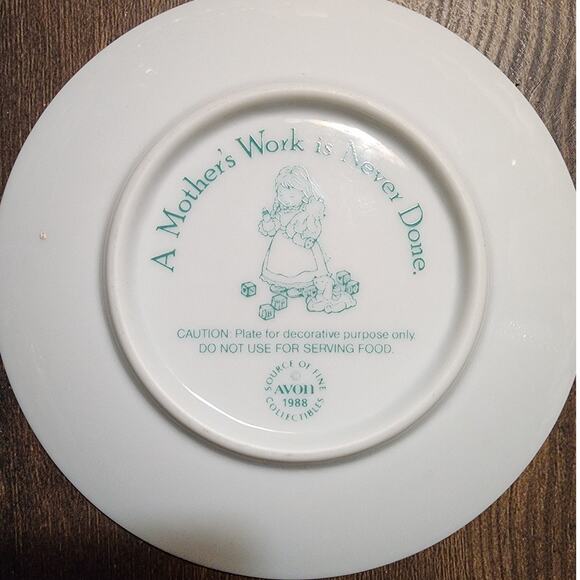 A Mother's Work is Never Done.
CAUTION: Plate for decorative purpose only.
DO NOT USE FOR SERVING FOOD.
SOURCE OF FINE
©
AVON
1988
COLLECTIBLES